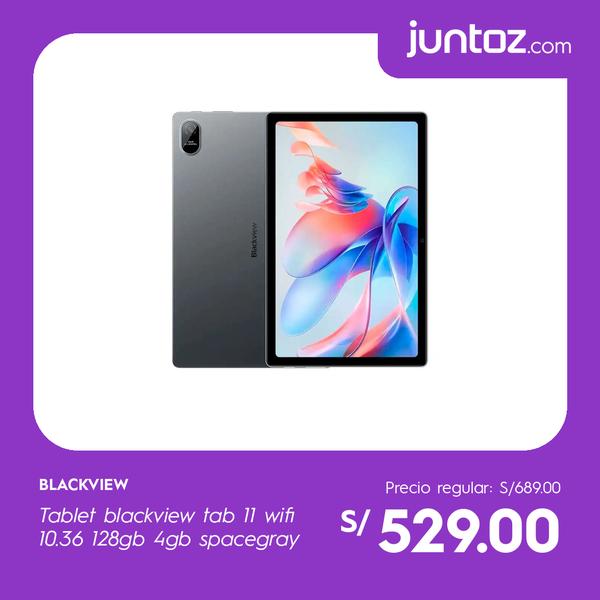 juntoz.com
Blackview
BLACKVIEW
Tablet blackview tab 11 wifi
10.36 128gb 4gb spacegray
Precio regular: S/689.00
S/ 529.00